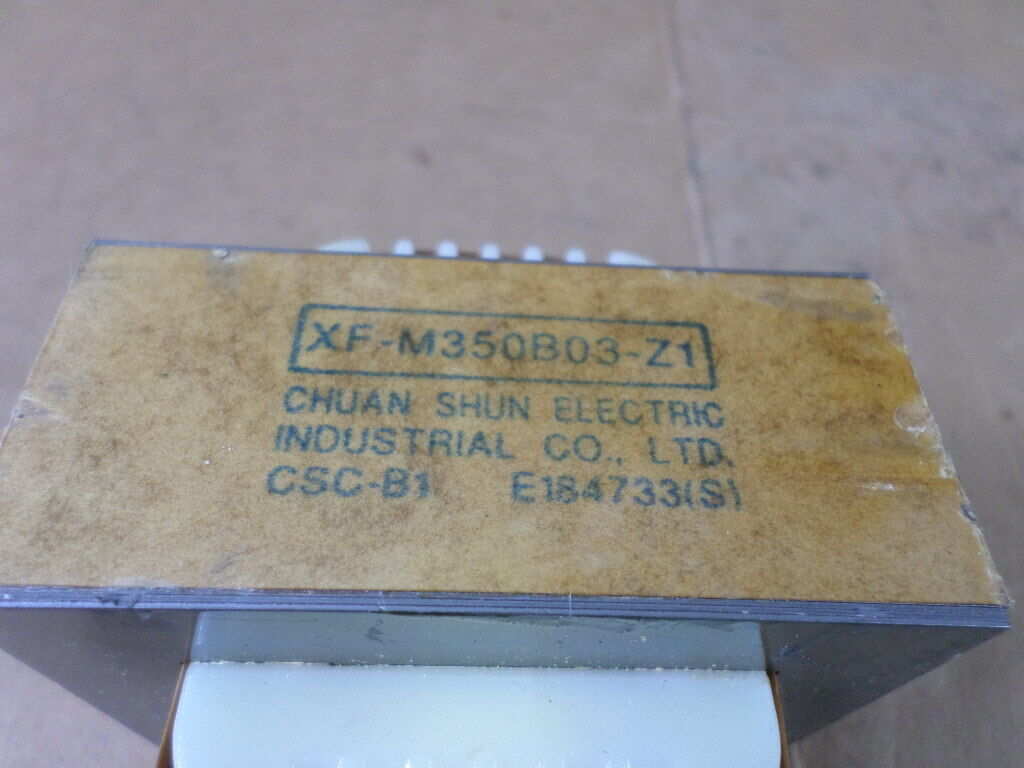 XF-M350B03-Z1
CHUAN SHUN ELECTRIC
INDUSTRIAL CO., LTD.
CSC-B1 E184733(S)